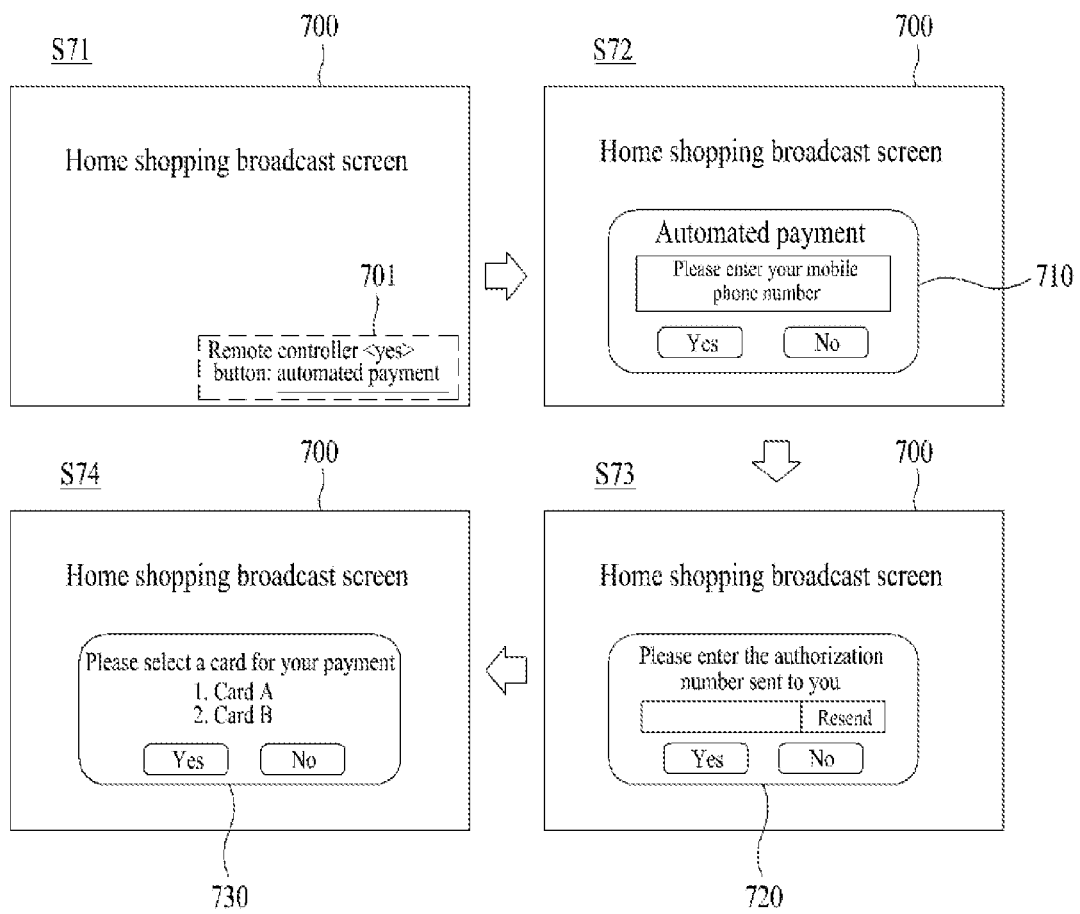 S71
700
Home shopping broadcast screen
701
Remote controller <yes>
button: automated payment
S72
700
Home shopping broadcast screen
Automated payment
Please enter your mobile
phone number
Yes No
710
S73
700
Home shopping broadcast screen
Please enter the authorization
number sent to you
Resend
Yes No
720
S74
700
Home shopping broadcast screen
Please select a card for your payment
1. Card A
2. Card B
Yes No
730